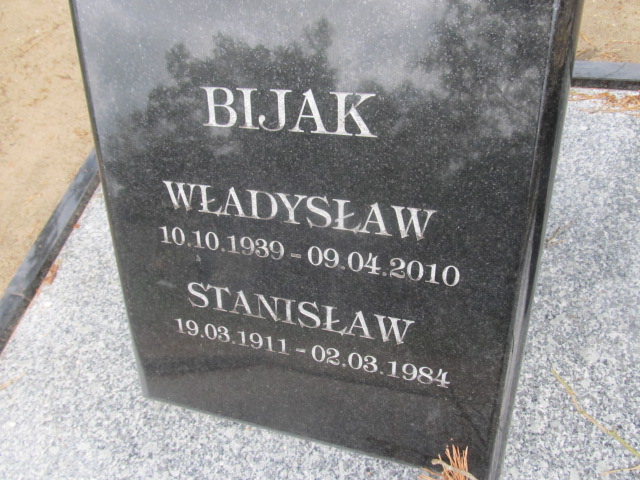 BIJAK
WŁADYSŁAW
10.10.1939 - 09.04.2010
STANISŁAW
19.03.1911 - 02.03.1984